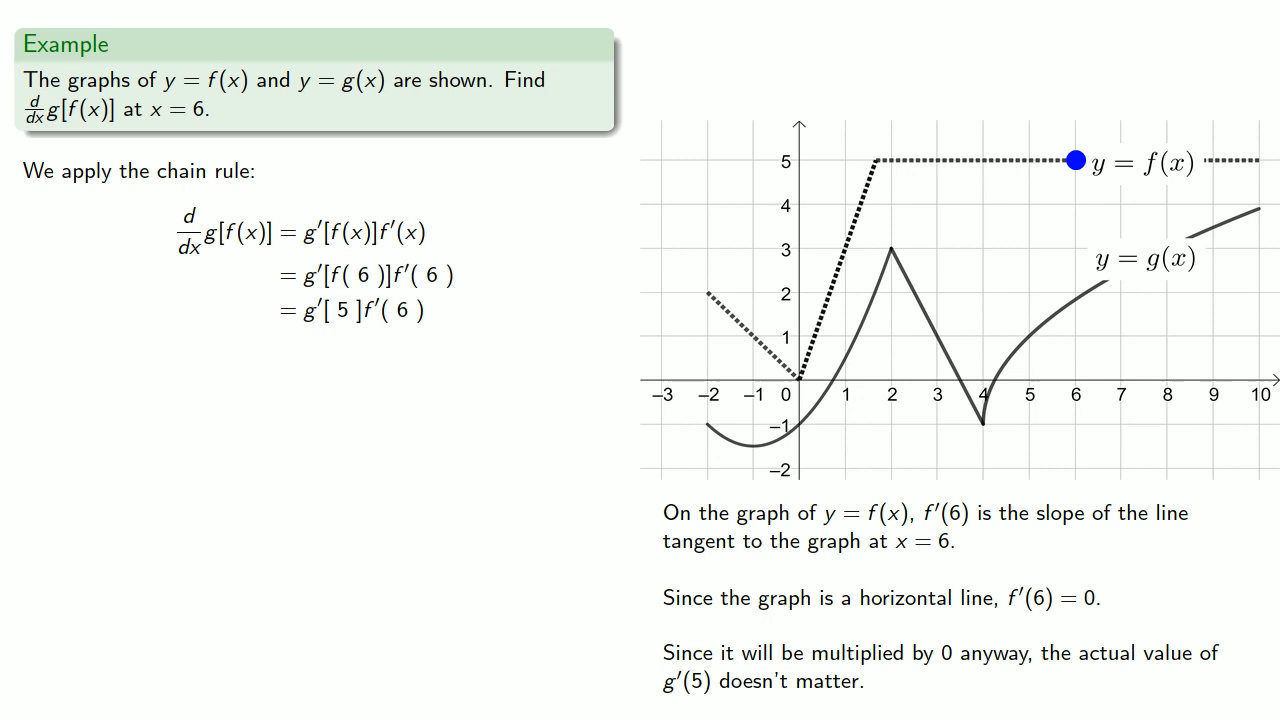 Example
The graphs of y = f(x) and y = g(x) are shown. Find
d/dx g[f(x)] at x = 6.
We apply the chain rule:
d/dx g[f(x)] = g′[f(x)]f′(x)
= g′[f( 6 )]f′( 6 )
= g′[ 5 ]f′( 6 )
5
y = f(x)
4
3
y = g(x)
2
1
–3 –2 –1 0 1 2 3 4 5 6 7 8 9 10
–1
–2
On the graph of y = f(x), f′(6) is the slope of the line
tangent to the graph at x = 6.
Since the graph is a horizontal line, f′(6) = 0.
Since it will be multiplied by 0 anyway, the actual value of
g′(5) doesn't matter.